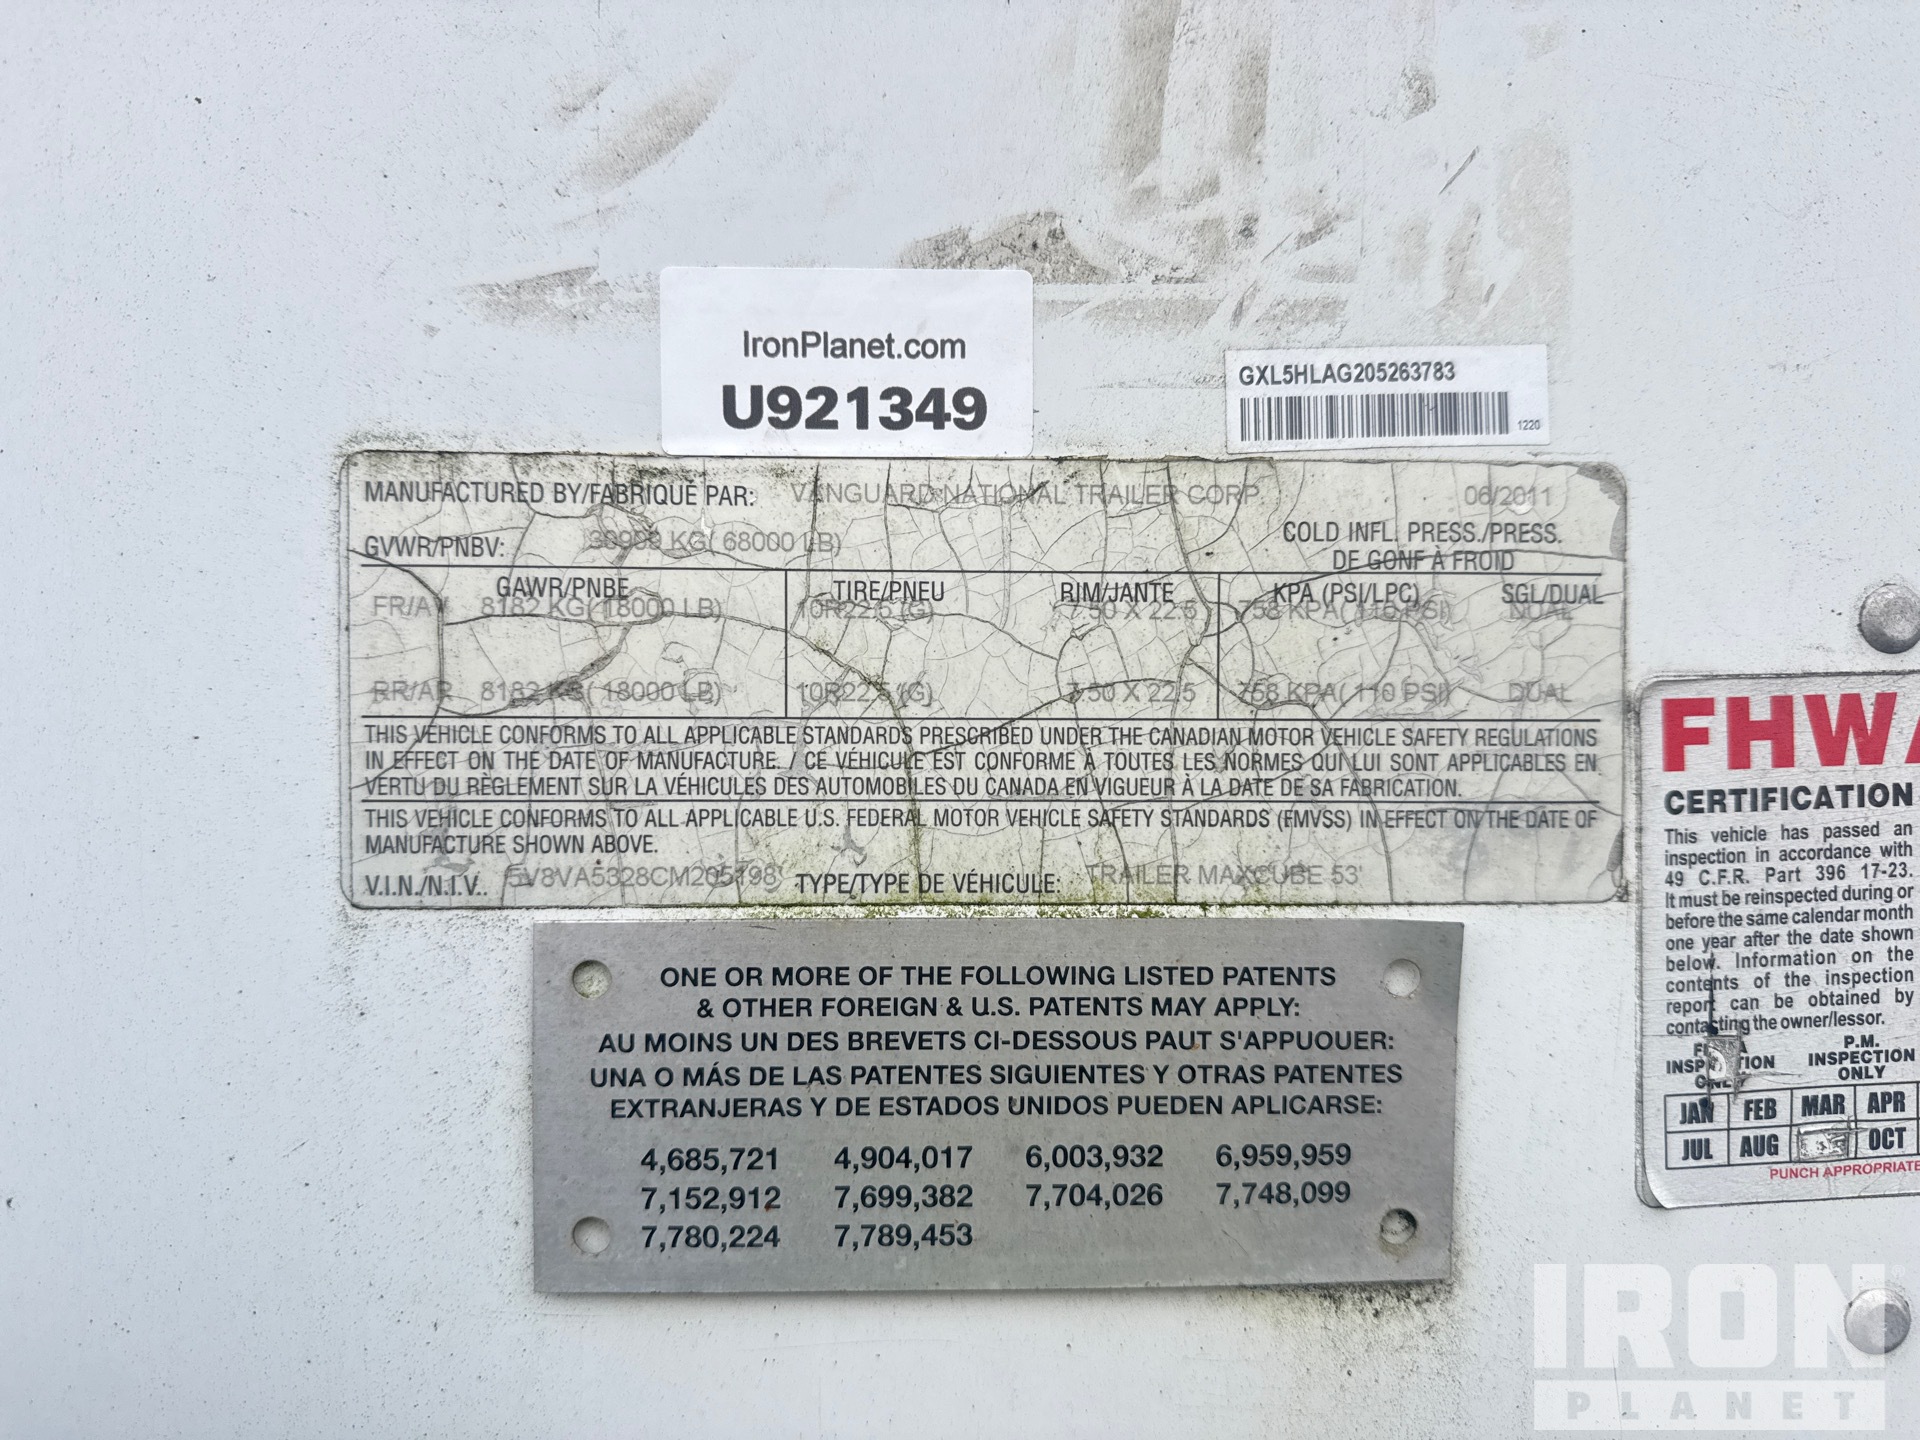 IronPlanet.com
U921349
GXL5HLAG205263783
1220
MANUFACTURED BY/FABRIQUÉ PAR: VANGUARD NATIONAL TRAILER CORP. 06/2011
GVWR/PNBV: KG( 68000 LB)
COLD INFL. PRESS./PRESS.
DE GONF À FROID
GAWR/PNBE TIRE/PNEU RIM/JANTE KPA (PSI/LPC) SGL/DUAL
FR/AV 8182 KG( 18000 LB) 10R22.5 (G) 7.50 X 22.5 758 KPA( 110 PSI) DUAL
RR/AR 8182 KG( 18000 LB) 10R22.5 (G) 7.50 X 22.5 758 KPA( 110 PSI) DUAL
THIS VEHICLE CONFORMS TO ALL APPLICABLE STANDARDS PRESCRIBED UNDER THE CANADIAN MOTOR VEHICLE SAFETY REGULATIONS
IN EFFECT ON THE DATE OF MANUFACTURE. / CE VÉHICULE EST CONFORME À TOUTES LES NORMES QUI LUI SONT APPLICABLES EN
VERTU DU RÈGLEMENT SUR LA VÉHICULES DES AUTOMOBILES DU CANADA EN VIGUEUR À LA DATE DE SA FABRICATION.
THIS VEHICLE CONFORMS TO ALL APPLICABLE U.S. FEDERAL MOTOR VEHICLE SAFETY STANDARDS (FMVSS) IN EFFECT ON THE DATE OF
MANUFACTURE SHOWN ABOVE.
V.I.N./N.I.V.. 5V8VA5328CM205198 TYPE/TYPE DE VÉHICULE: TRAILER MAXCUBE 53'
ONE OR MORE OF THE FOLLOWING LISTED PATENTS
& OTHER FOREIGN & U.S. PATENTS MAY APPLY:
AU MOINS UN DES BREVETS CI-DESSOUS PAUT S'APPUOUER:
UNA O MÁS DE LAS PATENTES SIGUIENTES Y OTRAS PATENTES
EXTRANJERAS Y DE ESTADOS UNIDOS PUEDEN APLICARSE:
4,685,721 4,904,017 6,003,932 6,959,959
7,152,912 7,699,382 7,704,026 7,748,099
7,780,224 7,789,453
FHWA
CERTIFICATION
This vehicle has passed an
inspection in accordance with
49 C.F.R. Part 396 17-23.
It must be reinspected during or
before the same calendar month
one year after the date shown
below. Information on the
contents of the inspection
report can be obtained by
contacting the owner/lessor.
P.M.
INSPECTION INSPECTION
ONLY ONLY
JAN FEB MAR APR
JUL AUG OCT
PUNCH APPROPRIATE
IRON
PLANET